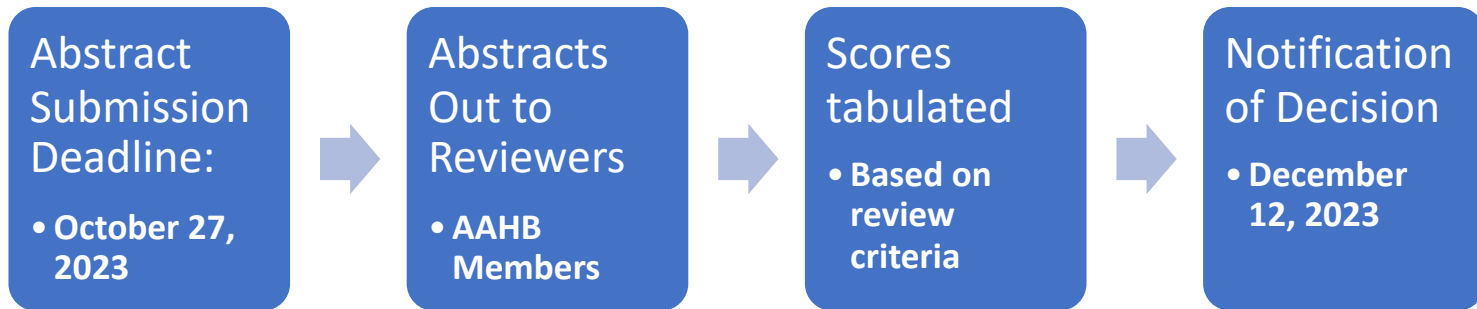 Abstract
Submission
Deadline:
• October 27,
2023
Abstracts
Out to
Reviewers
• AAHB
Members
Scores
tabulated
• Based on
review
criteria
Notification
of Decision
• December
12, 2023